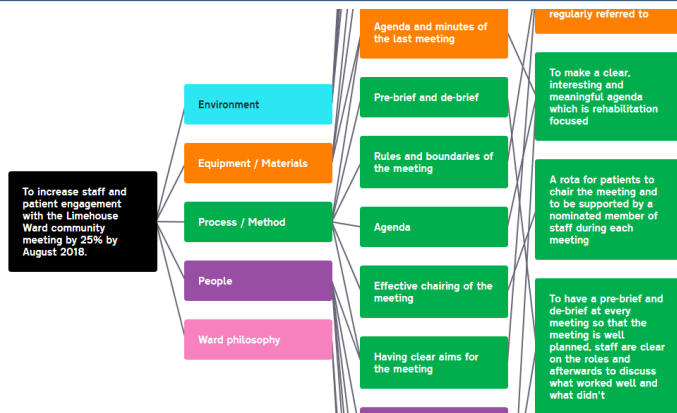 To increase staff and
patient engagement
with the Limehouse
Ward community
meeting by 25% by
August 2018.
Environment
Equipment / Materials
Process / Method
People
Ward philosophy
Agenda and minutes of
the last meeting
Pre-brief and de-brief
Rules and boundaries of
the meeting
Agenda
Effective chairing of the
meeting
Having clear aims for
the meeting
regularly referred to
To make a clear,
interesting and
meaningful agenda
which is rehabilitation
focused
A rota for patients to
chair the meeting and
to be supported by a
nominated member of
staff during each
meeting
To have a pre-brief and
de-brief at every
meeting so that the
meeting is well
planned, staff are clear
on the roles and
afterwards to discuss
what worked well and
what didn't